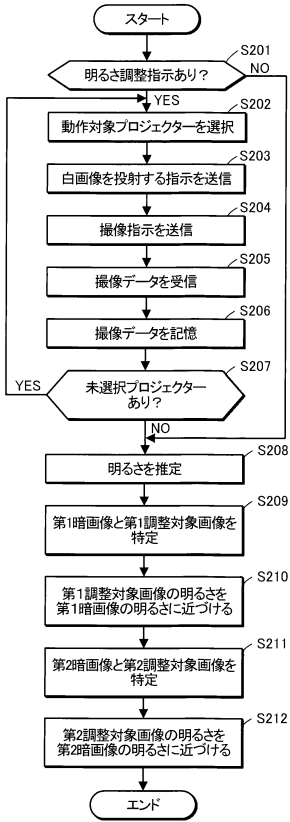 スタート
S201
明るさ調整指示あり?
NO
YES
S202
動作対象プロジェクターを選択
S203
白画像を投射する指示を送信
S204
撮像指示を送信
S205
撮像データを受信
S206
撮像データを記憶
S207
YES
未選択プロジェクター
あり?
NO
S208
明るさを推定
S209
第1暗画像と第1調整対象画像を
特定
S210
第1調整対象画像の明るさを
第1暗画像の明るさに近づける
S211
第2暗画像と第2調整対象画像を
特定
S212
第2調整対象画像の明るさを
第2暗画像の明るさに近づける
エンド